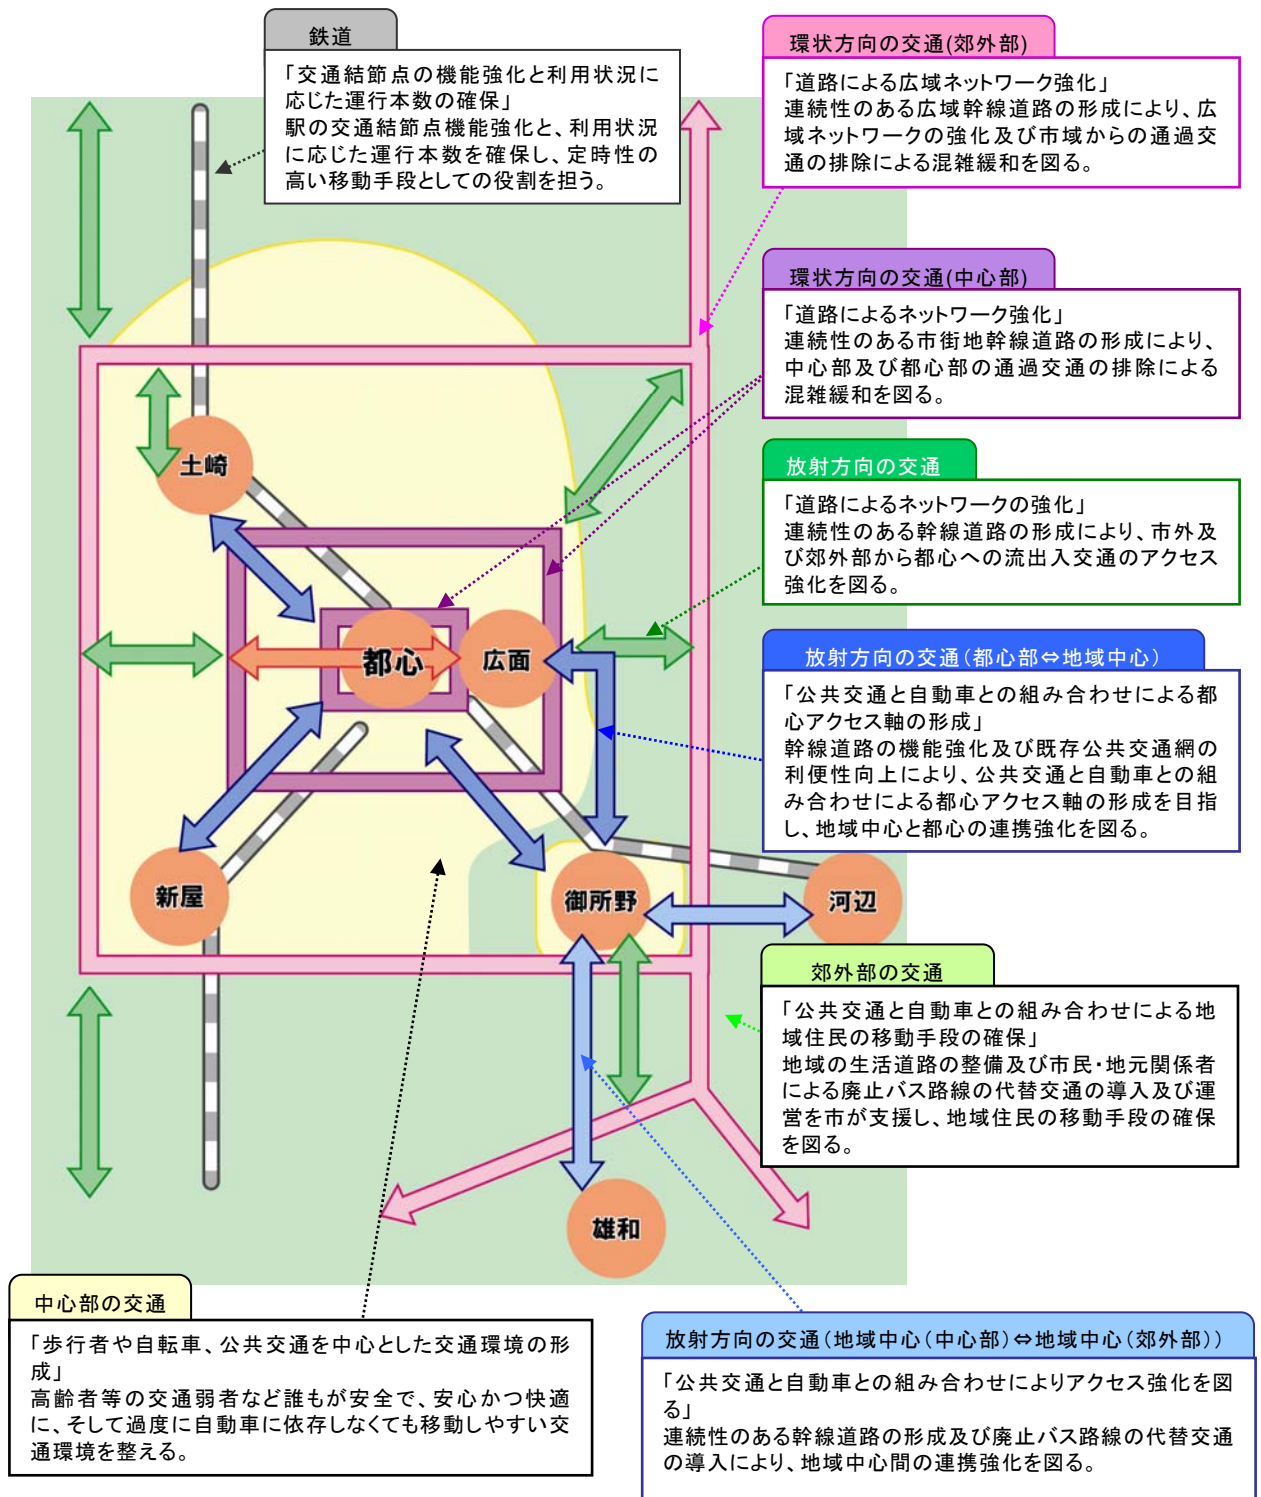 鉄道
「交通結節点の機能強化と利用状況に
応じた運行本数の確保」
駅の交通結節点機能強化と、利用状況
に応じた運行本数を確保し、定時性の
高い移動手段としての役割を担う。
環状方向の交通(郊外部)
「道路による広域ネットワーク強化」
連続性のある広域幹線道路の形成により、広
域ネットワークの強化及び市域からの通過交
通の排除による混雑緩和を図る。
環状方向の交通(中心部)
「道路によるネットワーク強化」
連続性のある市街地幹線道路の形成により、
中心部及び都心部の通過交通の排除による
混雑緩和を図る。
放射方向の交通
「道路によるネットワークの強化」
連続性のある幹線道路の形成により、市外及
び郊外部から都心への流出入交通のアクセス
強化を図る。
放射方向の交通(都心部⇔地域中心)
「公共交通と自動車との組み合わせによる都
心アクセス軸の形成」
幹線道路の機能強化及び既存公共交通網の
利便性向上により、公共交通と自動車との組
み合わせによる都心アクセス軸の形成を目指
し、地域中心と都心の連携強化を図る。
土崎
都心
広面
新屋
御所野
河辺
雄和
郊外部の交通
「公共交通と自動車との組み合わせによる地
域住民の移動手段の確保」
地域の生活道路の整備及び市民・地元関係者
による廃止バス路線の代替交通の導入及び運
営を市が支援し、地域住民の移動手段の確保
を図る。
中心部の交通
「歩行者や自転車、公共交通を中心とした交通環境の形
成」
高齢者等の交通弱者など誰もが安全で、安心かつ快適
に、そして過度に自動車に依存しなくても移動しやすい交
通環境を整える。
放射方向の交通(地域中心(中心部)⇔地域中心(郊外部))
「公共交通と自動車との組み合わせによりアクセス強化を図
る」
連続性のある幹線道路の形成及び廃止バス路線の代替交通
の導入により、地域中心間の連携強化を図る。